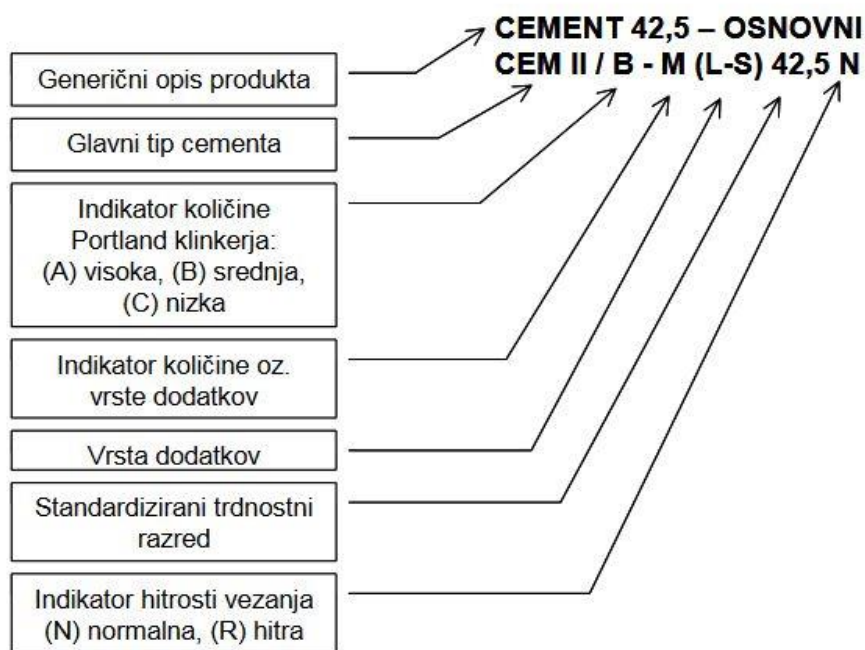 CEMENT 42,5 – OSNOVNI
CEM II / B - M (L-S) 42,5 N
Generični opis produkta
Glavni tip cementa
Indikator količine
Portland klinkerja:
(A) visoka, (B) srednja,
(C) nizka
Indikator količine oz.
vrste dodatkov
Vrsta dodatkov
Standardizirani trdnostni
razred
Indikator hitrosti vezanja
(N) normalna, (R) hitra